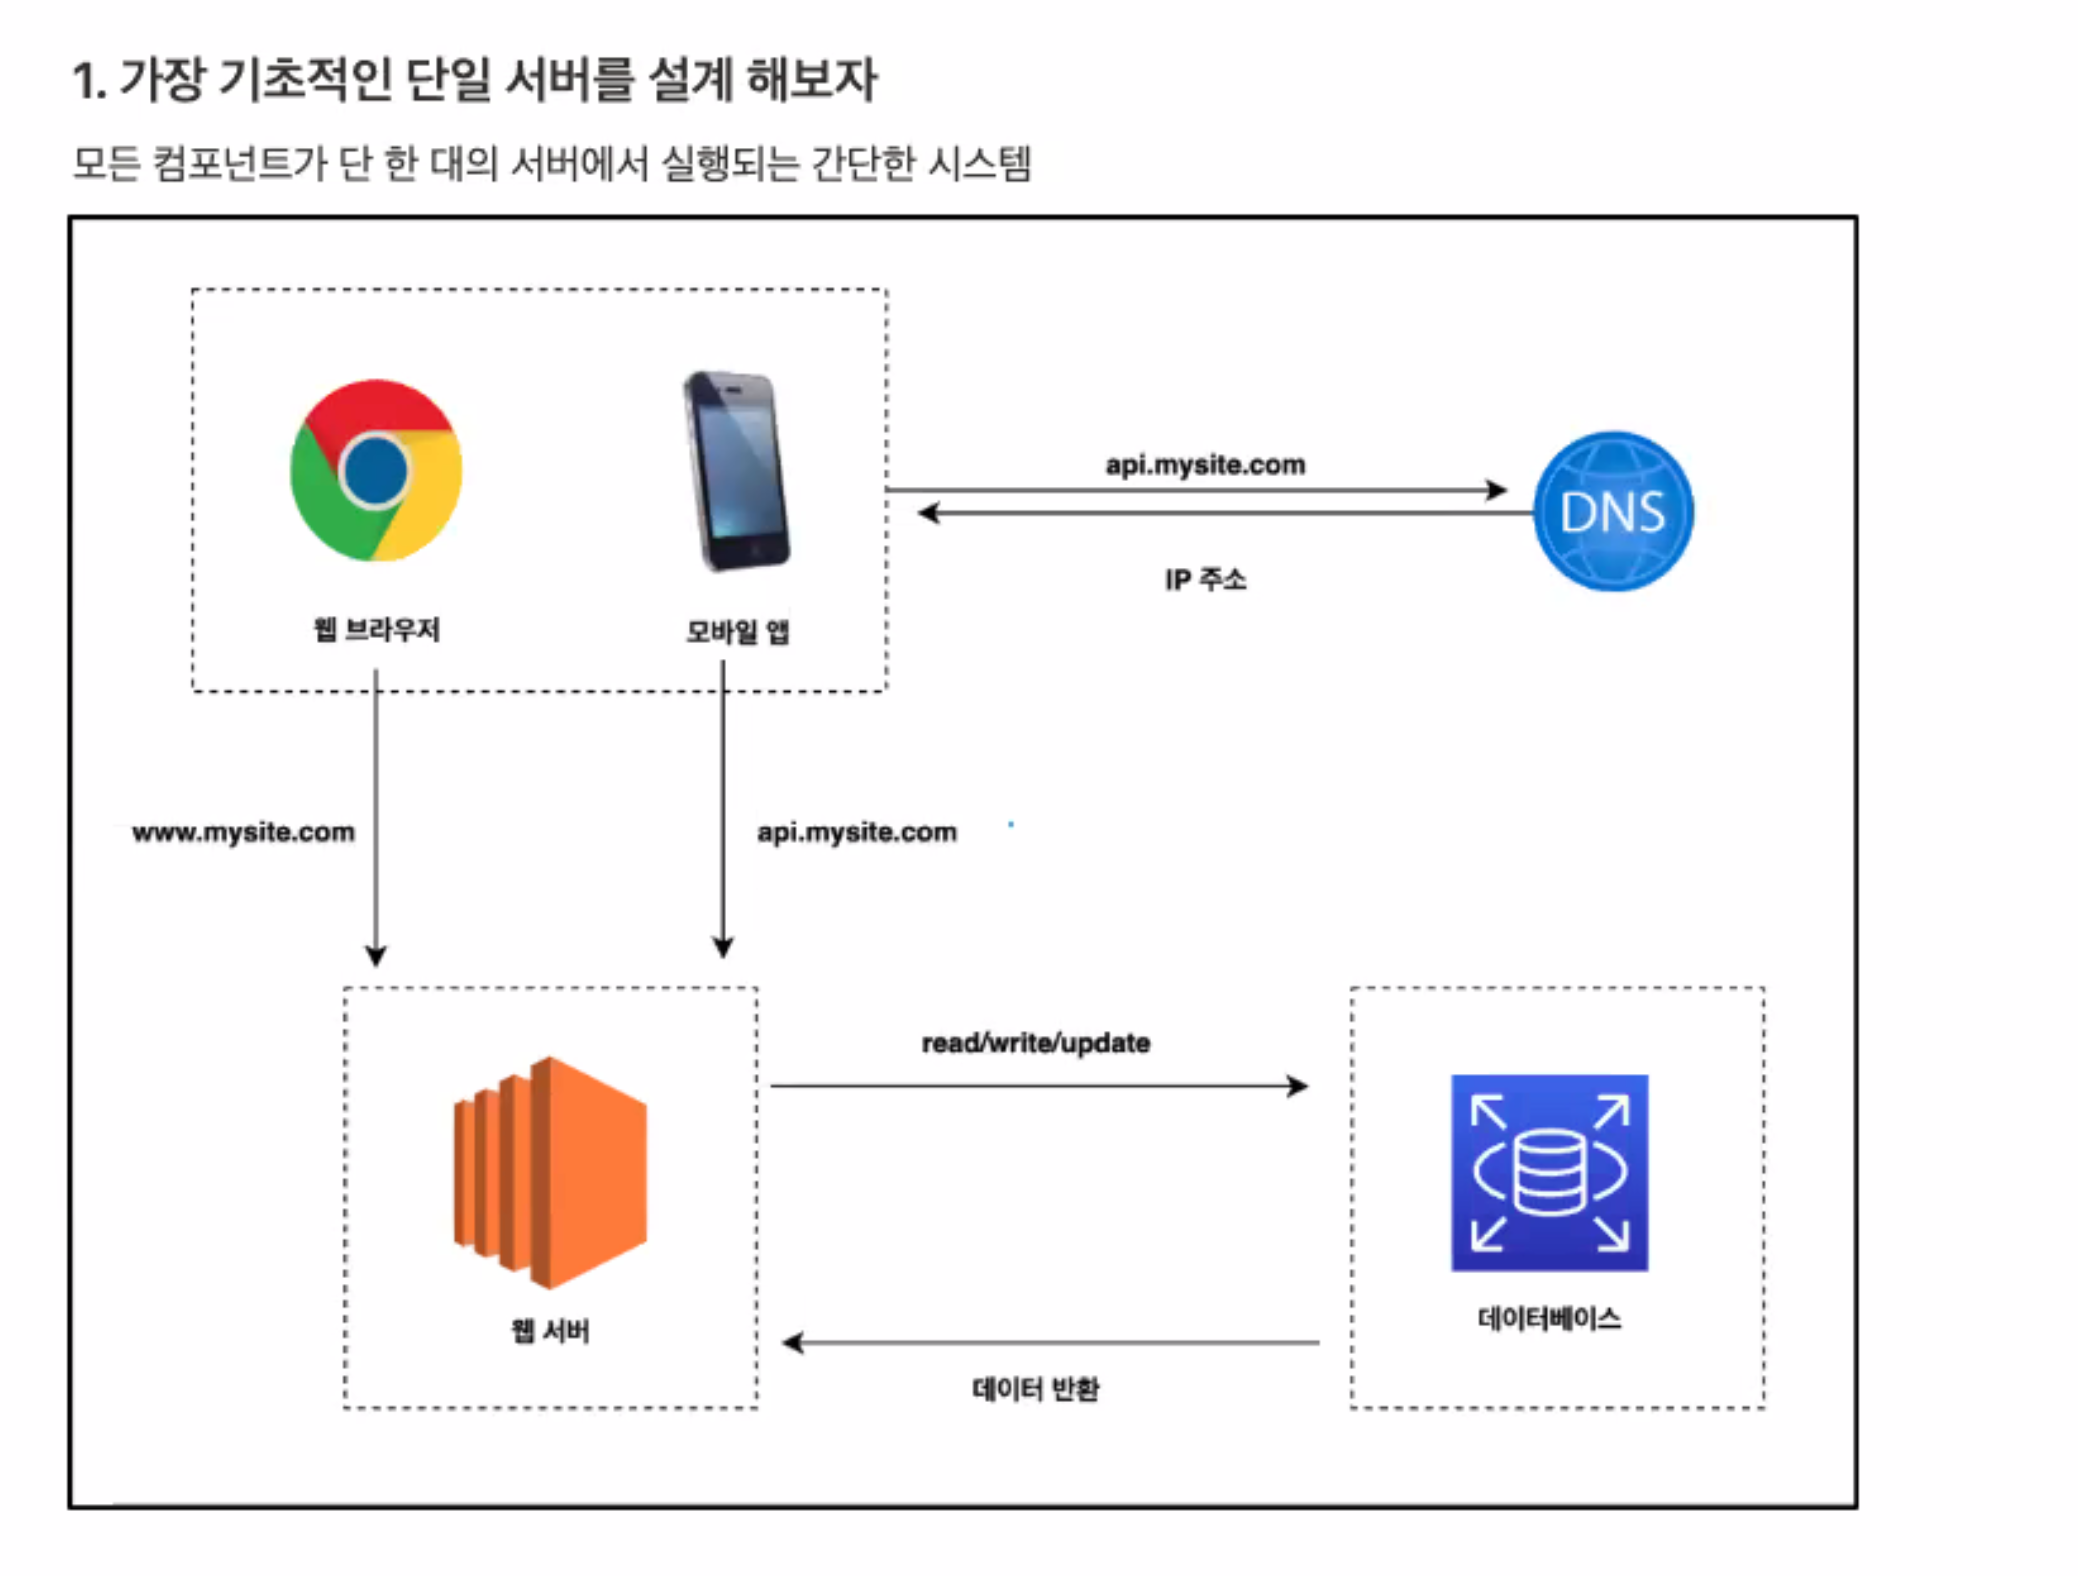 1. 가장 기초적인 단일 서버를 설계 해보자
모든 컴포넌트가 단 한 대의 서버에서 실행되는 간단한 시스템
api.mysite.com
DNS
IP 주소
웹 브라우저
모바일 앱
www.mysite.com
api.mysite.com
read/write/update
웹 서버
데이터베이스
데이터 반환